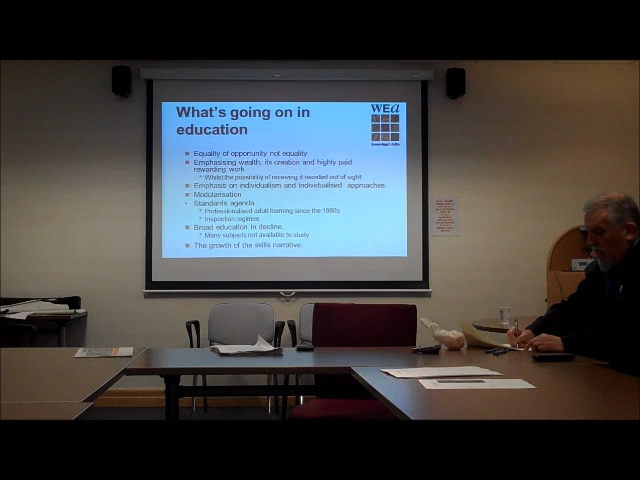 What's going on in
education
WEa
Equality of opportunity not equality
Emphasising wealth, its creation and highly paid
rewarding work
Whilst the possibility of receiving it receded out of sight
Emphasis on individualism and individualised approaches
Modularisation
Standards agenda
Professionalised adult learning since the 1980s
Inspection regimes
Broad education in decline.
Many subjects not available to study
The growth of the skills narrative.